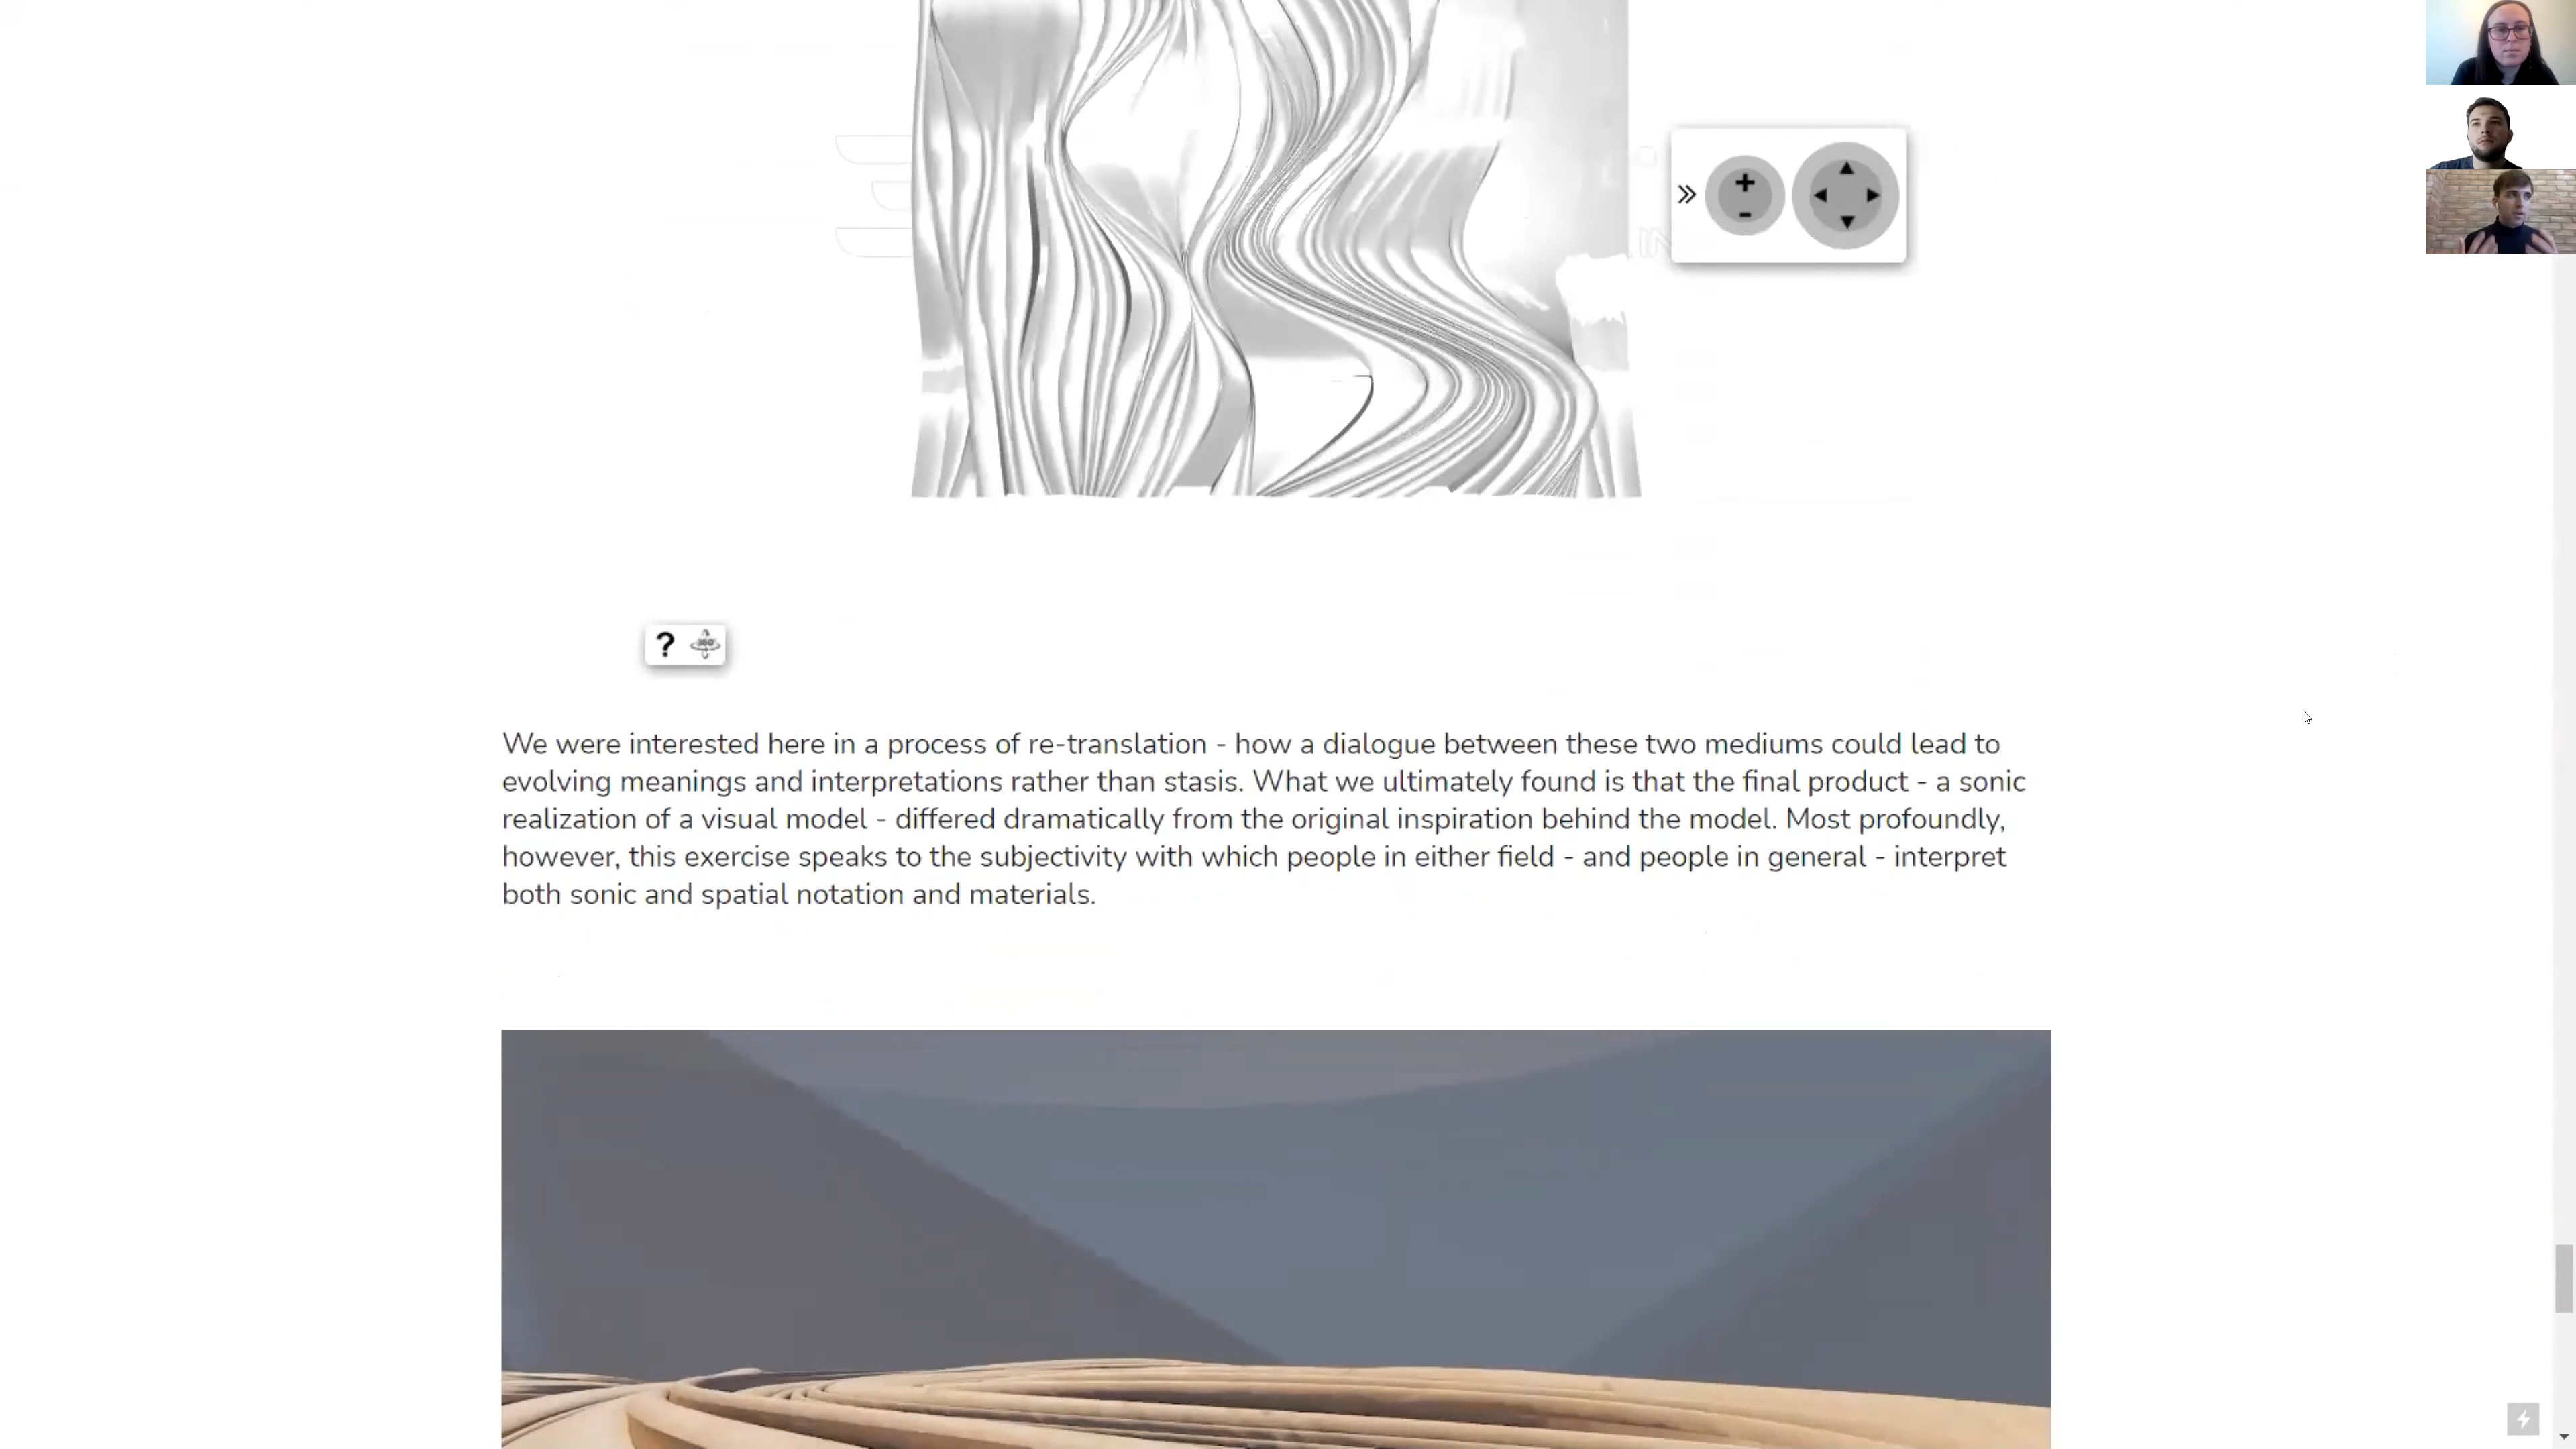 We were interested here in a process of re-translation - how a dialogue between these two mediums could lead to
evolving meanings and interpretations rather than stasis. What we ultimately found is that the final product - a sonic
realization of a visual model - differed dramatically from the original inspiration behind the model. Most profoundly,
however, this exercise speaks to the subjectivity with which people in either field - and people in general - interpret
both sonic and spatial notation and materials.